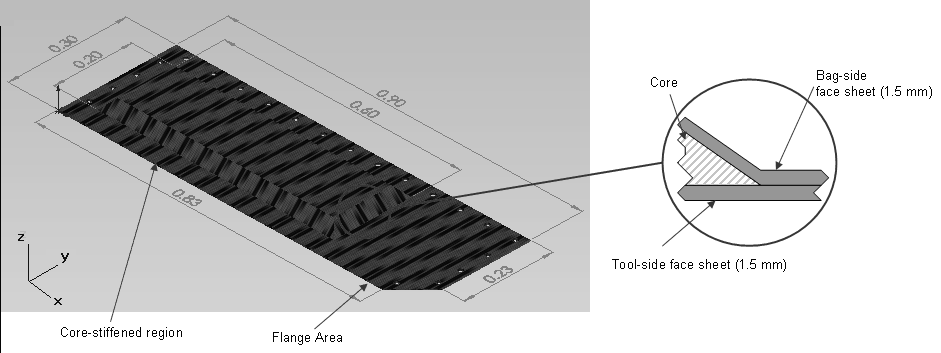 0.30
0.20
0.90
0.60
0.83
0.23
z
y
x
Core-stiffened region
Flange Area
Core
Bag-side
face sheet (1.5 mm)
Tool-side face sheet (1.5 mm)